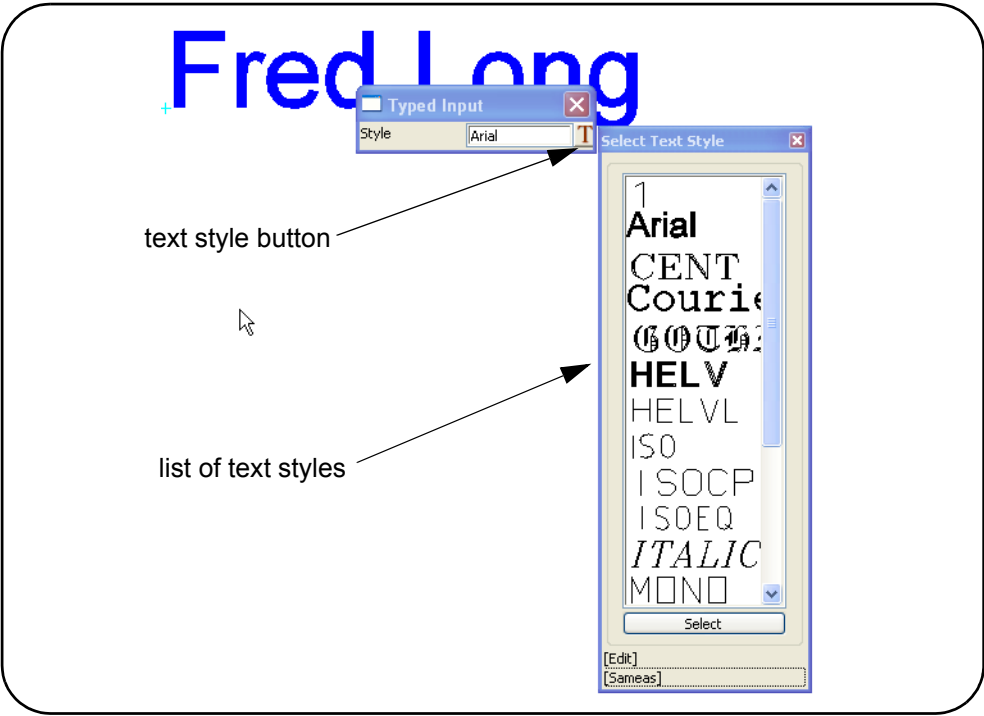 Fred Long
Typed Input
Style
Arial
T
Select Text Style
text style button
list of text styles
1
Arial
CENT
Courie
GOTH
HELV
HELVL
ISO
ISOCP
ISOEQ
ITALIC
M□N□
Select
[Edit]
[Sameas]